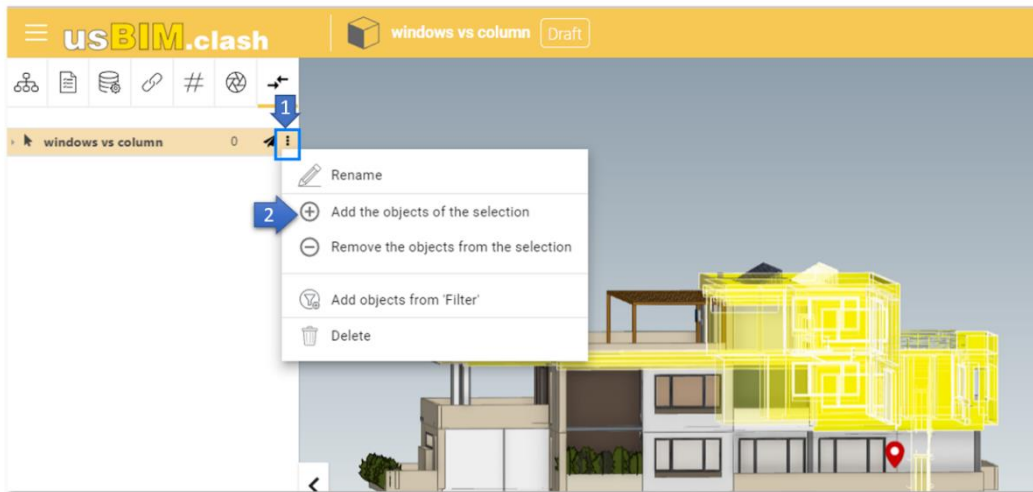 usBIM.clash
windows vs column Draft
#
1
windows vs column 0
Rename
2 Add the objects of the selection
Remove the objects from the selection
Add objects from 'Filter'
Delete